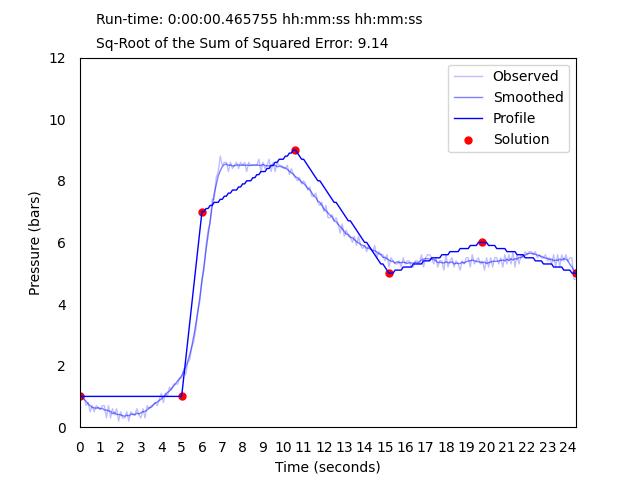 Run-time: 0:00:00.465755 hh:mm:ss hh:mm:ss
Sq-Root of the Sum of Squared Error: 9.14
12
10
8
6
4
2
0
Pressure (bars)
Observed
Smoothed
Profile
Solution
0 1 2 3 4 5 6 7 8 9 10 11 12 13 14 15 16 17 18 19 20 21 22 23 24
Time (seconds)